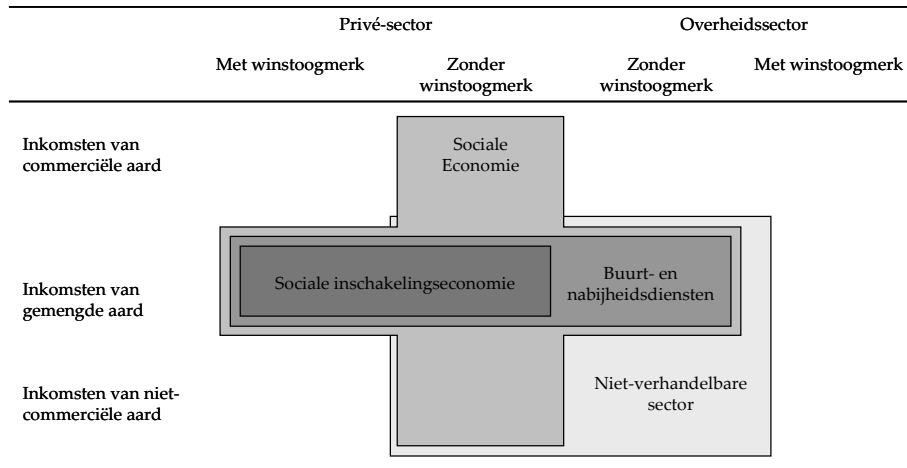 Privé-sector Overheidssector
Met winstoogmerk Zonder winstoogmerk Zonder winstoogmerk Met winstoogmerk
Inkomsten van
commerciële aard
Sociale
Economie
Inkomsten van
gemengde aard
Sociale inschakelingseconomie
Buurt- en
nabijheidsdiensten
Inkomsten van niet-
commerciële aard
Niet-verhandelbare
sector